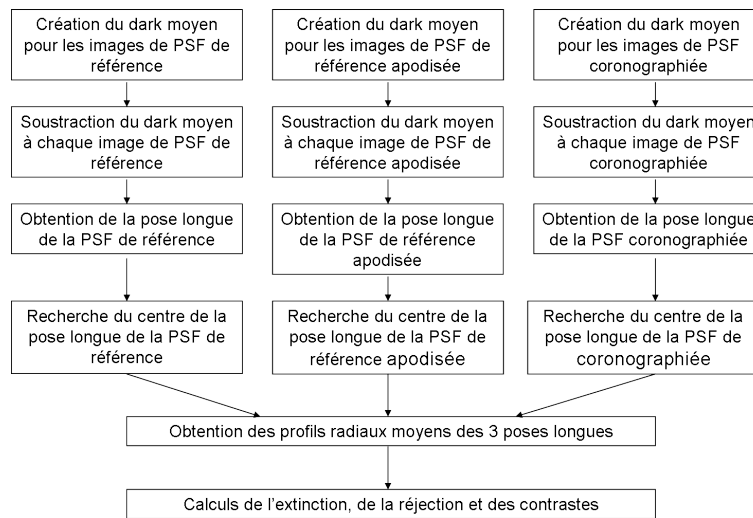 Création du dark moyen
pour les images de PSF de
référence
Création du dark moyen
pour les images de PSF de
référence apodisée
Création du dark moyen
pour les images de PSF
coronographiée
Soustraction du dark moyen
à chaque image de PSF de
référence
Soustraction du dark moyen
à chaque image de PSF de
référence apodisée
Soustraction du dark moyen
à chaque image de PSF
coronographiée
Obtention de la pose longue
de la PSF de référence
Obtention de la pose longue
de la PSF de référence
apodisée
Obtention de la pose longue
de la PSF coronographiée
Recherche du centre de la
pose longue de la PSF de
référence
Recherche du centre de la
pose longue de la PSF de
référence apodisée
Recherche du centre de la
pose longue de la PSF de
coronographiée
Obtention des profils radiaux moyens des 3 poses longues
Calculs de l'extinction, de la réjection et des contrastes